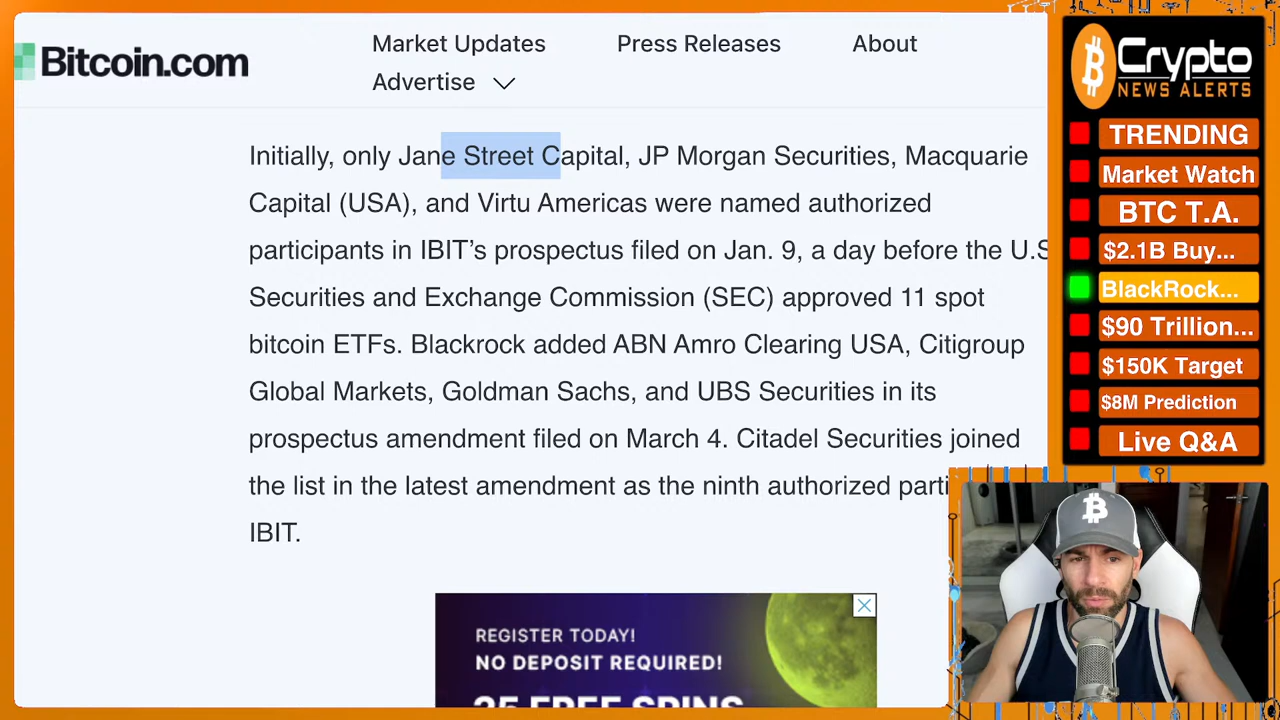 Bitcoin.com
Market Updates
Press Releases
About
Advertise
Initially, only Jane Street Capital, JP Morgan Securities, Macquarie
Capital (USA), and Virtu Americas were named authorized
participants in IBIT’s prospectus filed on Jan. 9, a day before the U.S
Securities and Exchange Commission (SEC) approved 11 spot
bitcoin ETFs. Blackrock added ABN Amro Clearing USA, Citigroup
Global Markets, Goldman Sachs, and UBS Securities in its
prospectus amendment filed on March 4. Citadel Securities joined
the list in the latest amendment as the ninth authorized parti
IBIT.
REGISTER TODAY!
NO DEPOSIT REQUIRED!
25 FREE SPINS
Crypto
NEWS ALERTS
TRENDING
Market Watch
BTC T.A.
$2.1B Buy...
BlackRock...
$90 Trillion...
$150K Target
$8M Prediction
Live Q&A